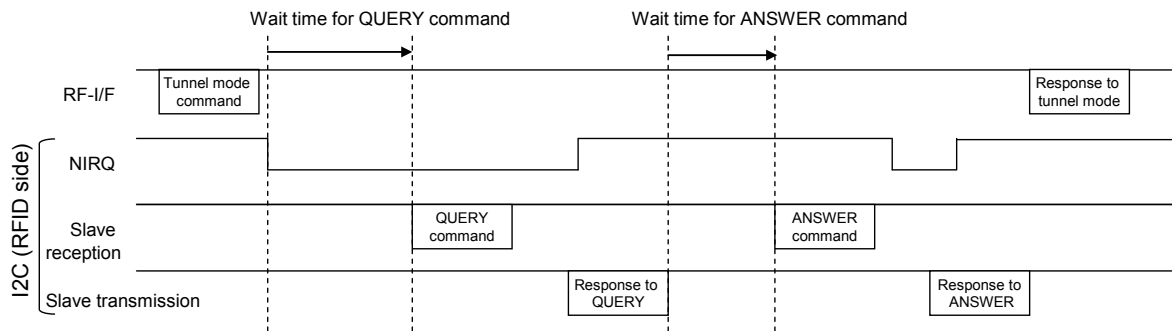 Wait time for QUERY command
Wait time for ANSWER command
RF-I/F
Tunnel mode
command
Response to
tunnel mode
I2C (RFID side)
NIRQ
Slave
reception
QUERY
command
ANSWER
command
Slave transmission
Response to
QUERY
Response to
ANSWER